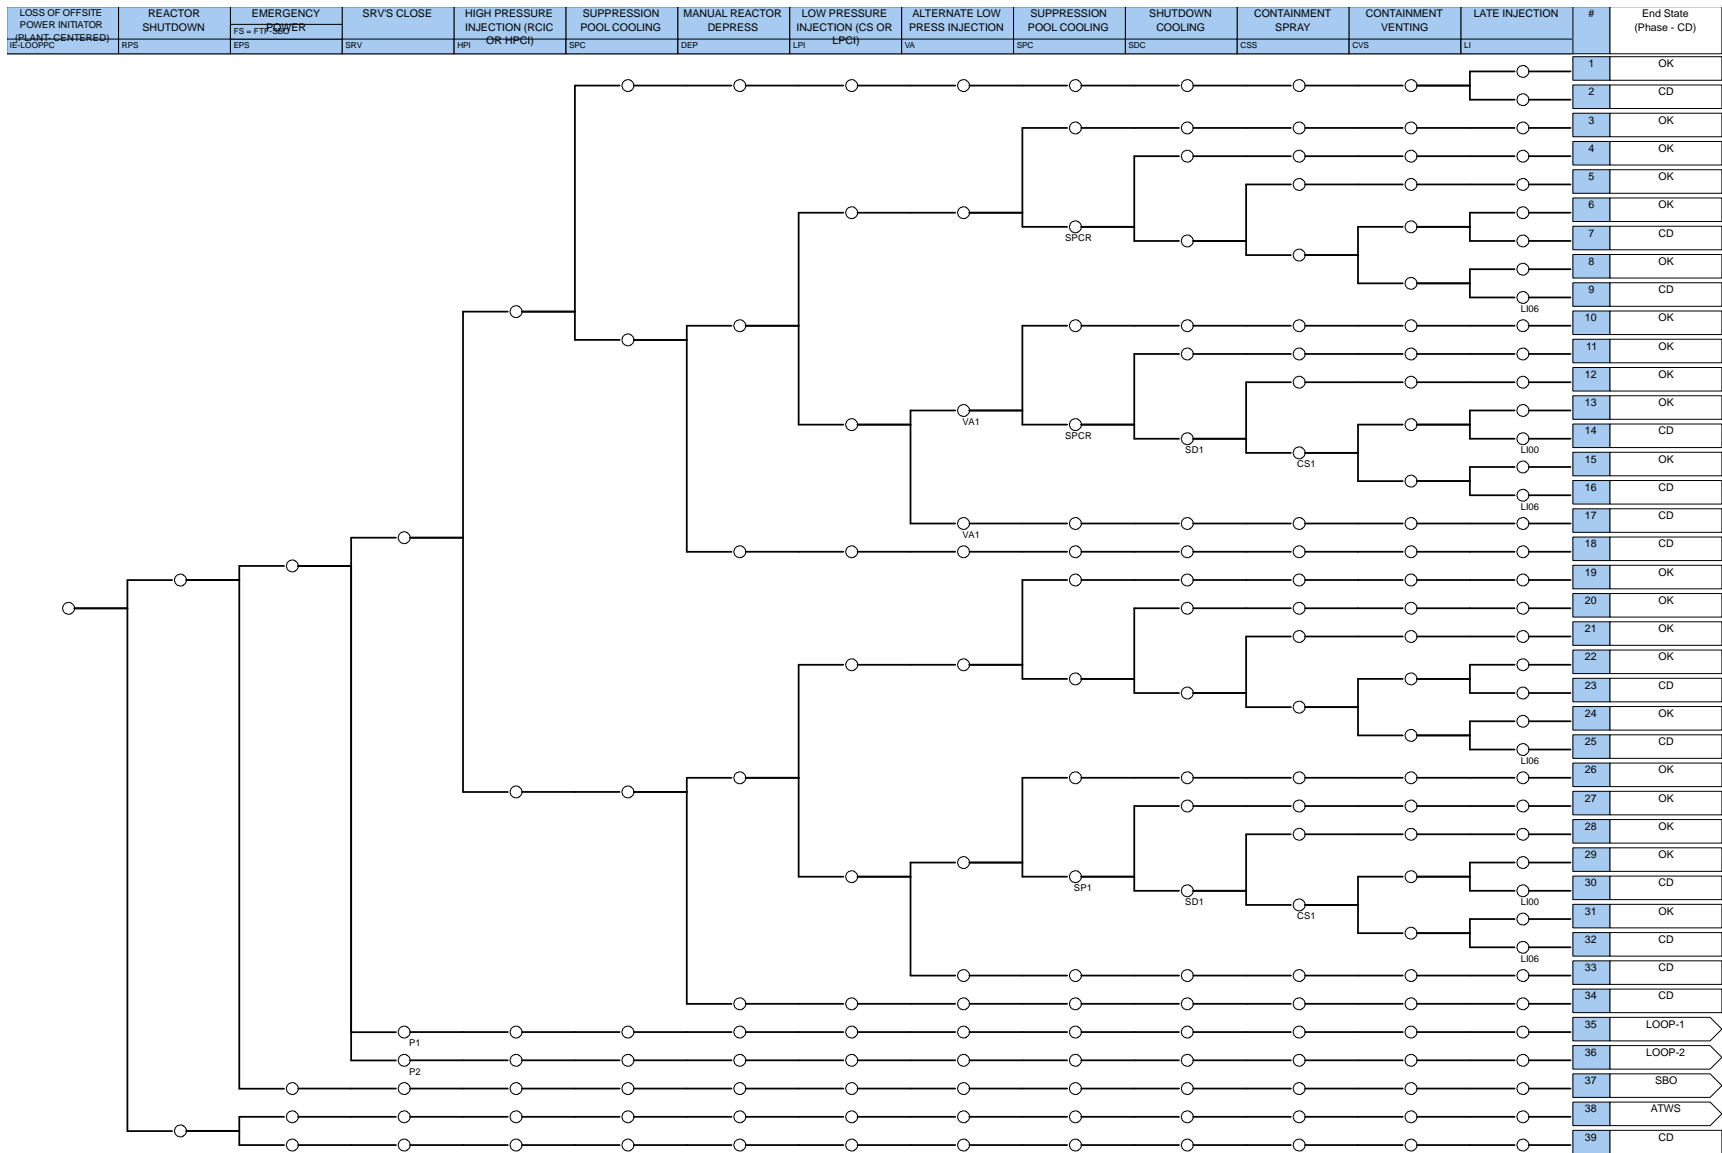 LOSS OF OFFSITE
POWER INITIATOR
(PLANT- CENTERED)
IE-LOOPPC
REACTOR
SHUTDOWN
RPS
EMERGENCY
POWER
FS = FTF-SBO
EPS
SRV'S CLOSE
SRV
HIGH PRESSURE
INJECTION (RCIC
OR HPCI)
HPI
SUPPRESSION
POOL COOLING
SPC
MANUAL REACTOR
DEPRESS
DEP
LOW PRESSURE
INJECTION (CS OR
LPCI)
LPI
ALTERNATE LOW
PRESS INJECTION
VA
SUPPRESSION
POOL COOLING
SPC
SHUTDOWN
COOLING
SDC
CONTAINMENT
SPRAY
CSS
CONTAINMENT
VENTING
CVS
LATE INJECTION
LI
#
End State
(Phase - CD)
1 OK
2 CD
3 OK
4 OK
5 OK
6 OK
SPCR
7 CD
8 OK
9 CD
LI06
10 OK
11 OK
12 OK
13 OK
VA1
SPCR
14 CD
SD1
LI00
CS1
15 OK
16 CD
LI06
17 CD
VA1
18 CD
19 OK
20 OK
21 OK
22 OK
23 CD
24 OK
25 CD
LI06
26 OK
27 OK
28 OK
29 OK
SP1
30 CD
SD1
LI00
CS1
31 OK
32 CD
LI06
33 CD
34 CD
35 LOOP-1
P1
36 LOOP-2
P2
37 SBO
38 ATWS
39 CD